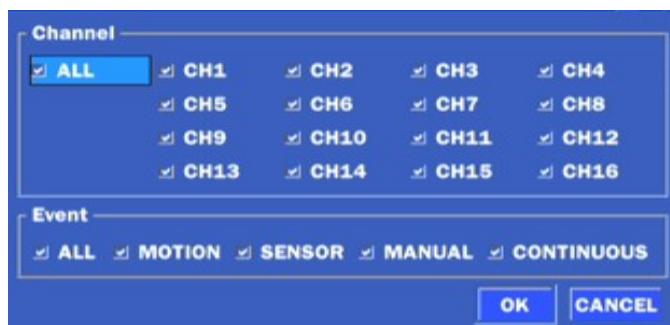 Channel
ALL CH1 CH2 CH3 CH4
CH5 CH6 CH7 CH8
CH9 CH10 CH11 CH12
CH13 CH14 CH15 CH16
Event
ALL MOTION SENSOR MANUAL CONTINUOUS
OK CANCEL